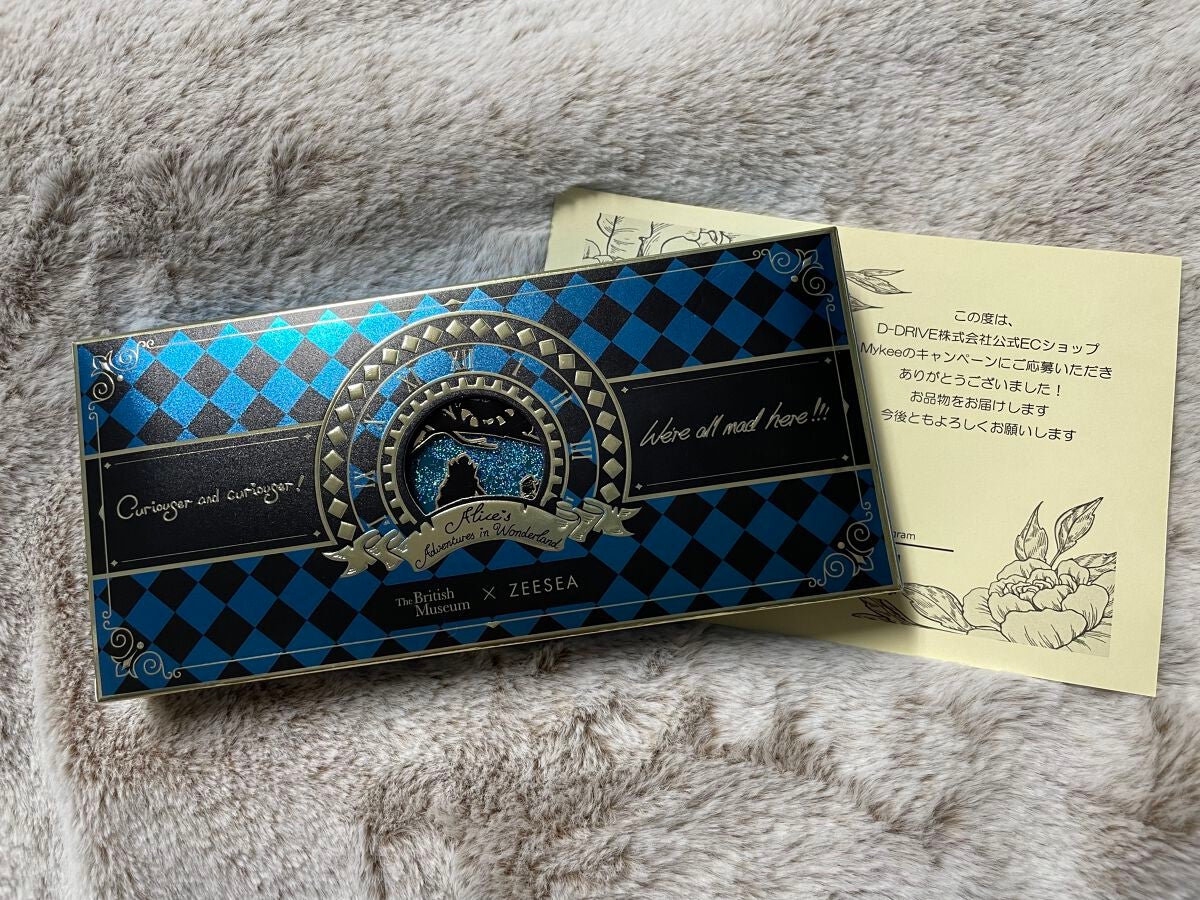 Curiouser and curiouser!
We're all mad here!!!
Alice's
Adventures in Wonderland
The British
Museum
× ZEESEA
XII
I
II
III
この度は、
D-DRIVE株式会社公式ECショップ
Mykeeのキャンペーンにご応募いただき
ありがとうございました！
お品物をお届けします
今後ともよろしくお願いします